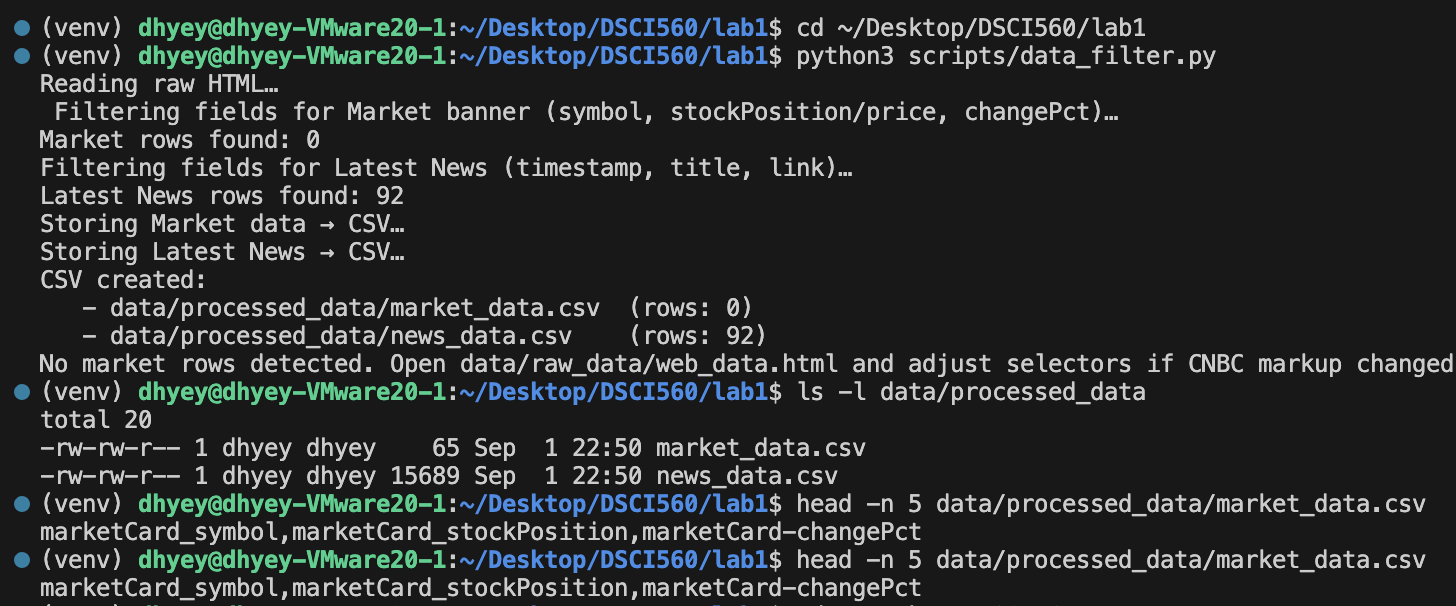 (venv) dhyey@dhyey-VMware20-1:~/Desktop/DSCI560/lab1$ cd ~/Desktop/DSCI560/lab1
(venv) dhyey@dhyey-VMware20-1:~/Desktop/DSCI560/lab1$ python3 scripts/data_filter.py
Reading raw HTML…
 Filtering fields for Market banner (symbol, stockPosition/price, changePct)…
Market rows found: 0
Filtering fields for Latest News (timestamp, title, link)…
Latest News rows found: 92
Storing Market data → CSV…
Storing Latest News → CSV…
CSV created:
   - data/processed_data/market_data.csv  (rows: 0)
   - data/processed_data/news_data.csv    (rows: 92)
No market rows detected. Open data/raw_data/web_data.html and adjust selectors if CNBC markup changed
(venv) dhyey@dhyey-VMware20-1:~/Desktop/DSCI560/lab1$ ls -l data/processed_data
total 20
-rw-rw-r-- 1 dhyey dhyey    65 Sep  1 22:50 market_data.csv
-rw-rw-r-- 1 dhyey dhyey 15689 Sep  1 22:50 news_data.csv
(venv) dhyey@dhyey-VMware20-1:~/Desktop/DSCI560/lab1$ head -n 5 data/processed_data/market_data.csv
marketCard_symbol,marketCard_stockPosition,marketCard-changePct
(venv) dhyey@dhyey-VMware20-1:~/Desktop/DSCI560/lab1$ head -n 5 data/processed_data/market_data.csv
marketCard_symbol,marketCard_stockPosition,marketCard-changePct